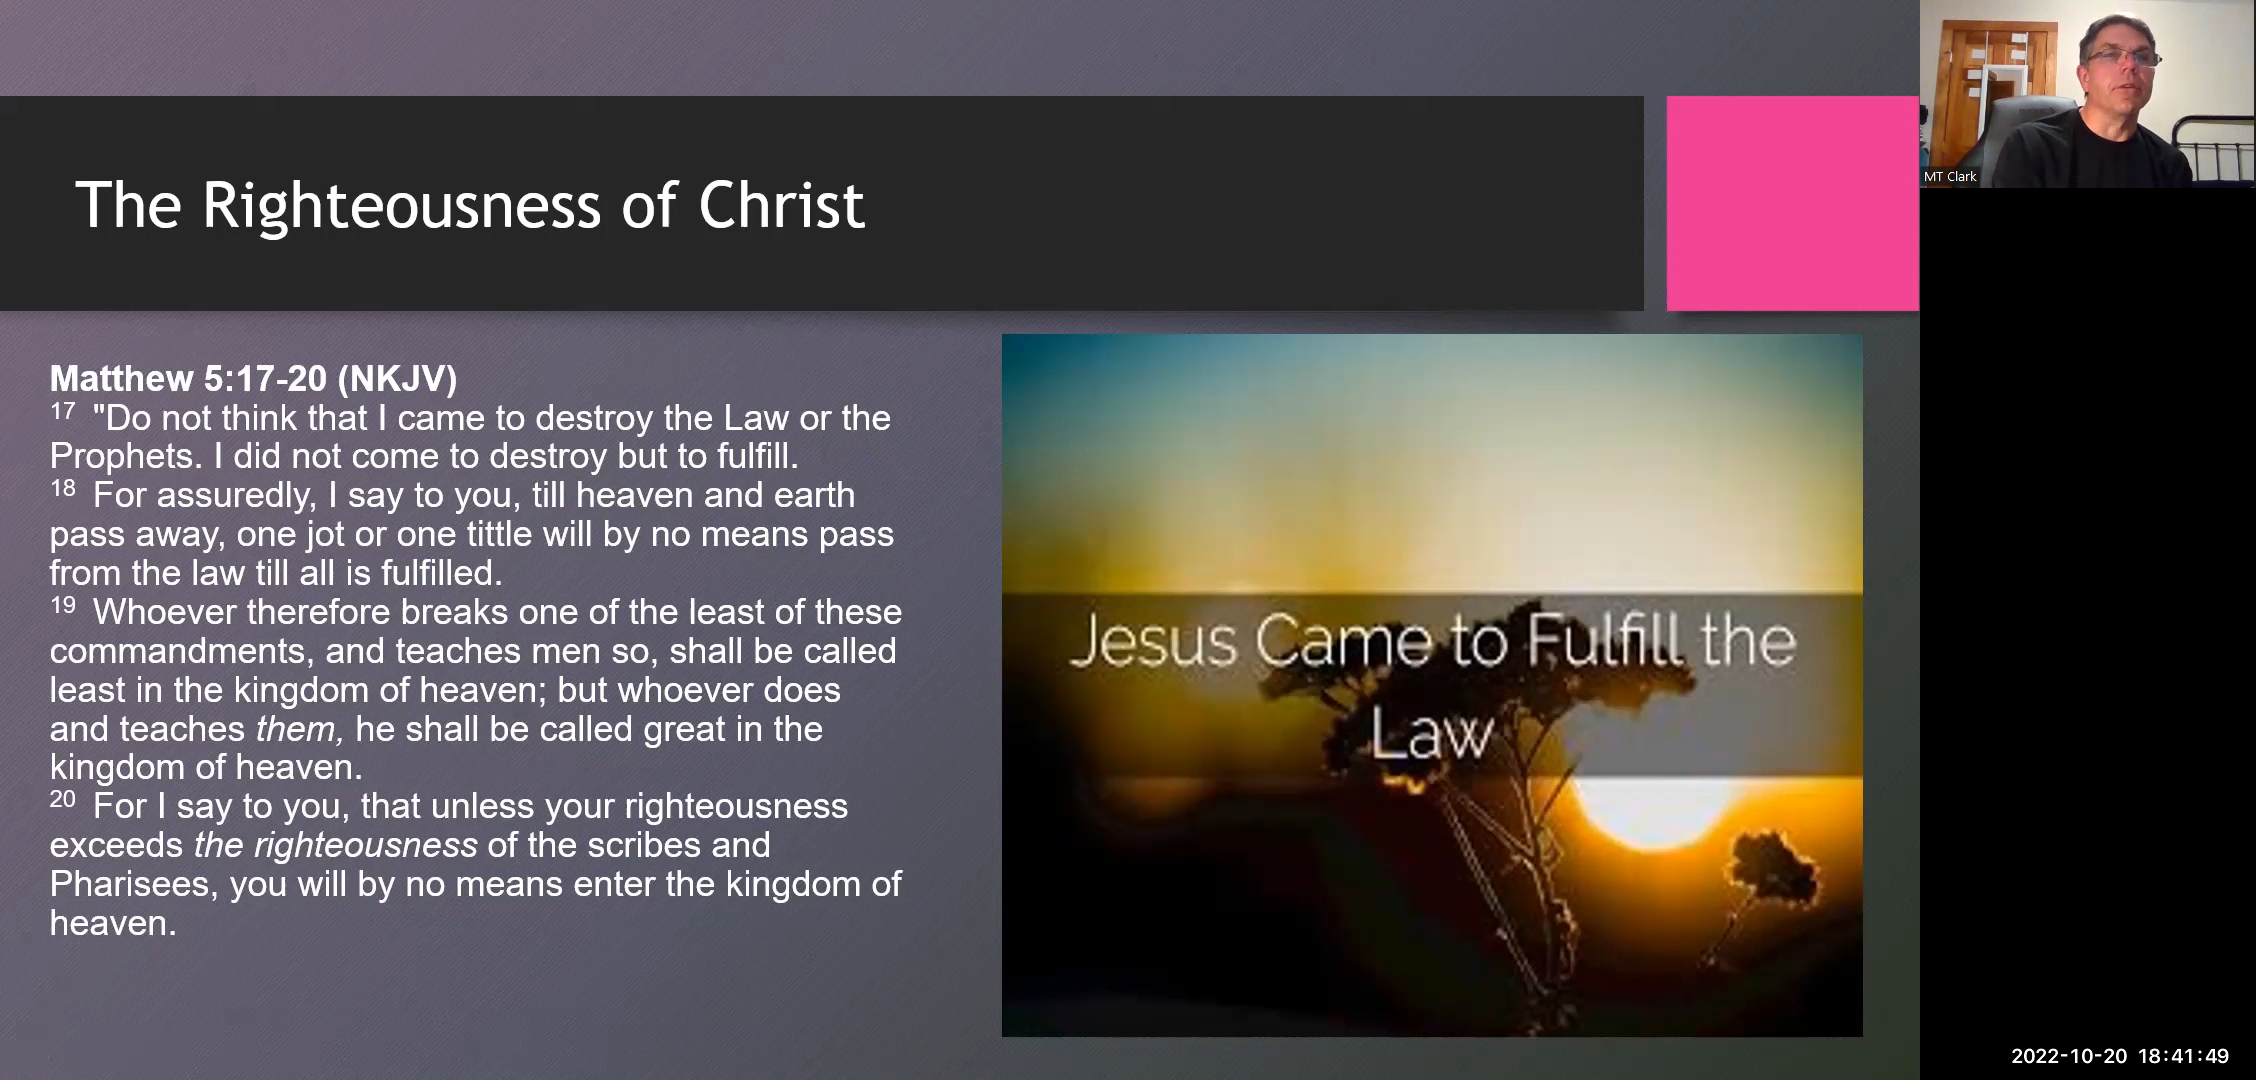 The Righteousness of Christ
MT Clark
Matthew 5:17-20 (NKJV)
17 "Do not think that I came to destroy the Law or the
Prophets. I did not come to destroy but to fulfill.
18 For assuredly, I say to you, till heaven and earth
pass away, one jot or one tittle will by no means pass
from the law till all is fulfilled.
19 Whoever therefore breaks one of the least of these
commandments, and teaches men so, shall be called
least in the kingdom of heaven; but whoever does
and teaches them, he shall be called great in the
kingdom of heaven.
20 For I say to you, that unless your righteousness
exceeds the righteousness of the scribes and
Pharisees, you will by no means enter the kingdom of
heaven.
Jesus Came to Fulfill the
Law
2022-10-20 18:41:49